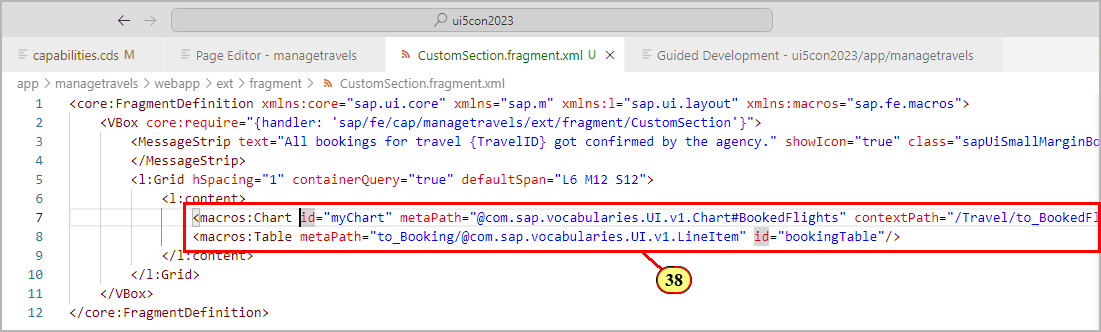 ui5con2023
capabilities.cds M Page Editor - managetravels CustomSection.fragment.xml U Guided Development - ui5con2023/app/managetravels
app > managetravels > webapp > ext > fragment > CustomSection.fragment.xml
1 <core:FragmentDefinition xmlns:core="sap.ui.core" xmlns="sap.m" xmlns:l="sap.ui.layout" xmlns:macros="sap.fe.macros">
2 <VBox core:require="{handler: 'sap/fe/cap/managetravels/ext/fragment/CustomSection'}">
3 <MessageStrip text="All bookings for travel {TravelID} got confirmed by the agency." showIcon="true" class="sapUiSmallMarginBo
4 </MessageStrip>
5 <l:Grid hSpacing="1" containerQuery="true" defaultSpan="L6 M12 S12">
6 <l:content>
7 <macros:Chart id="myChart" metaPath="@com.sap.vocabularies.UI.v1.Chart#BookedFlights" contextPath="/Travel/to_BookedFl
8 <macros:Table metaPath="to_Booking/@com.sap.vocabularies.UI.v1.LineItem" id="bookingTable"/>
9 </l:content>
10 </l:Grid>
11 </VBox>
12 </core:FragmentDefinition>
38